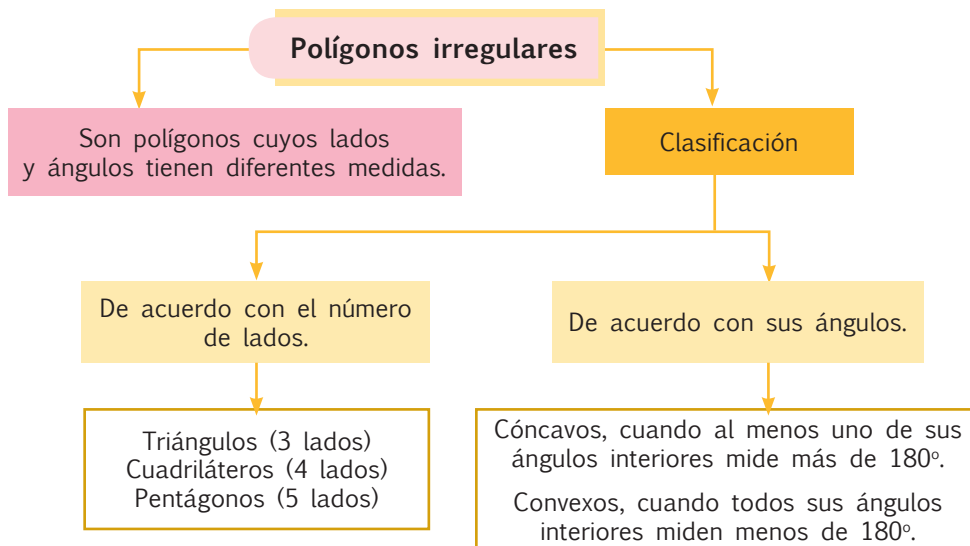 Polígonos irregulares
Son polígonos cuyos lados
y ángulos tienen diferentes medidas.
Clasificación
De acuerdo con el número
de lados.
De acuerdo con sus ángulos.
Triángulos (3 lados)
Cuadriláteros (4 lados)
Pentágonos (5 lados)
Cóncavos, cuando al menos uno de sus
ángulos interiores mide más de 180º.
Convexos, cuando todos sus ángulos
interiores miden menos de 180º.